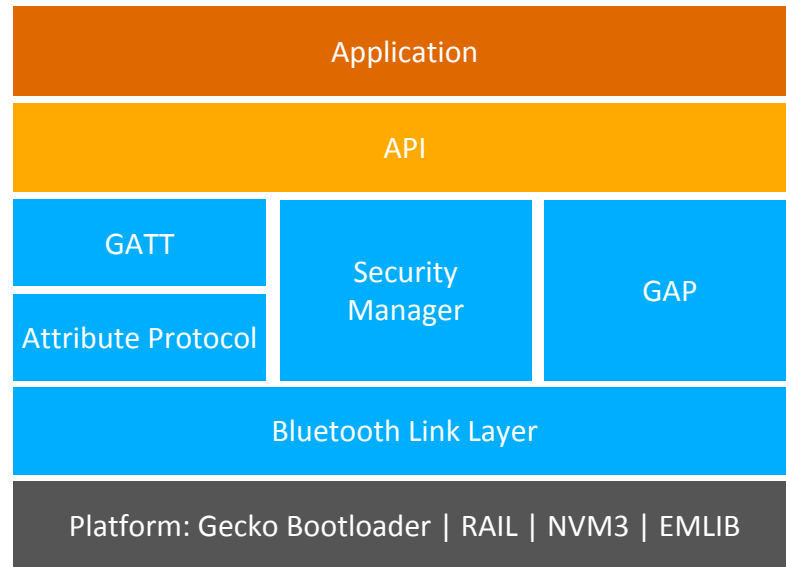 Application
API
GATT
Attribute Protocol
Security
Manager
GAP
Bluetooth Link Layer
Platform: Gecko Bootloader | RAIL | NVM3 | EMLIB